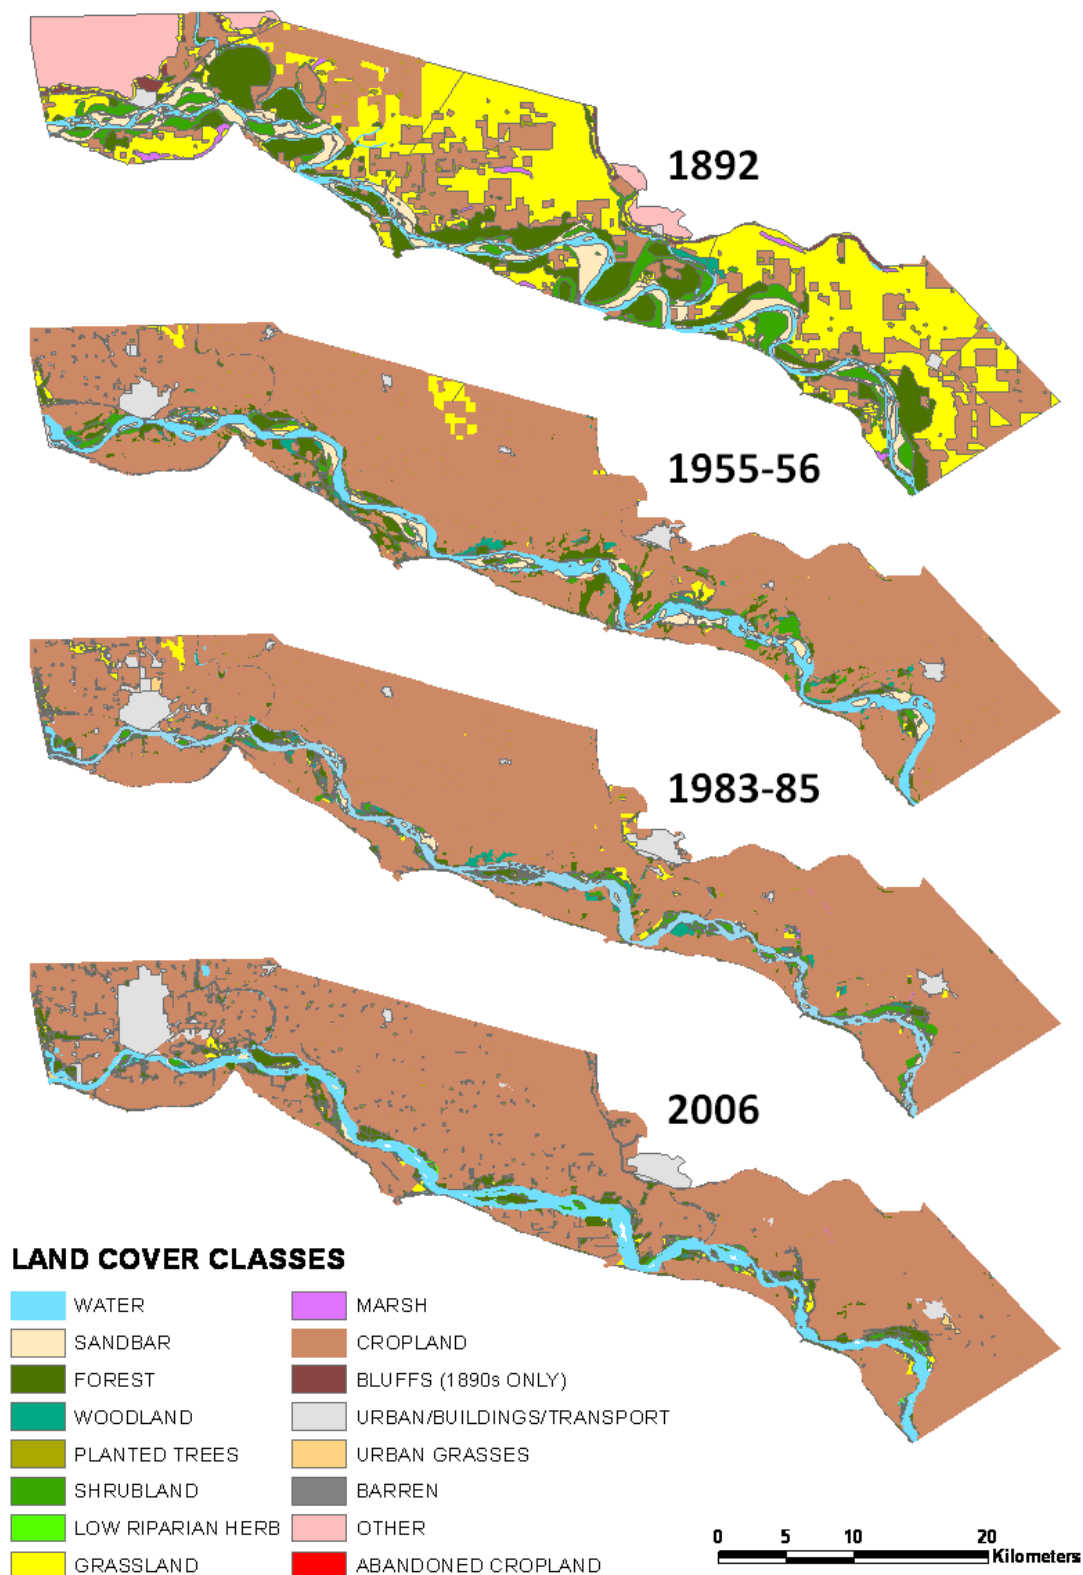 1892
1955-56
1983-85
2006
LAND COVER CLASSES
WATER
SANDBAR
FOREST
WOODLAND
PLANTED TREES
SHRUBLAND
LOW RIPARIAN HERB
GRASSLAND
MARSH
CROPLAND
BLUFFS (1890s ONLY)
URBAN/BUILDINGS/TRANSPORT
URBAN GRASSES
BARREN
OTHER
ABANDONED CROPLAND
0 5 10 20
Kilometers